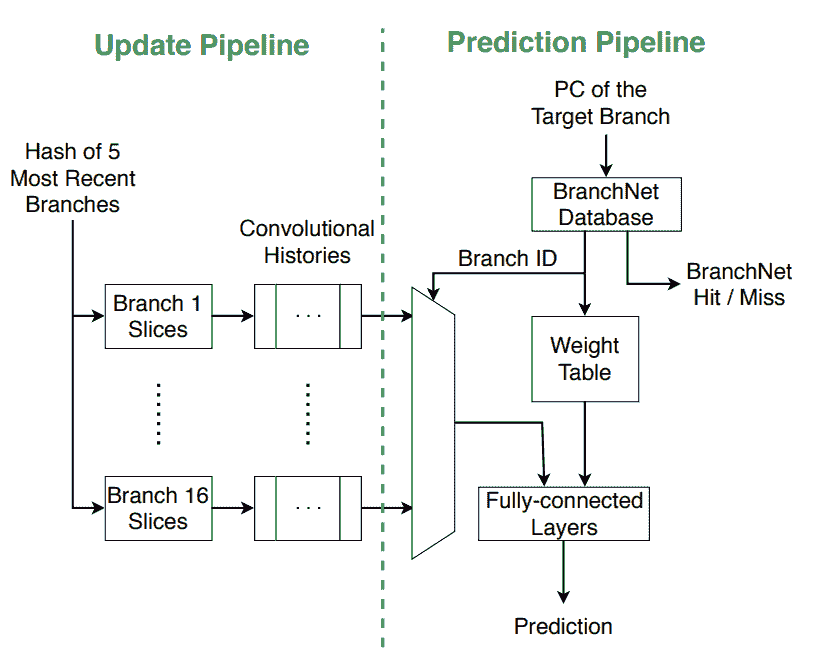 Update Pipeline
Prediction Pipeline
PC of the
Target Branch
Hash of 5
Most Recent
Branches
BranchNet
Database
Convolutional
Histories
Branch ID
BranchNet
Hit / Miss
Branch 1
Slices
...
Weight
Table
Branch 16
Slices
...
Fully-connected
Layers
Prediction